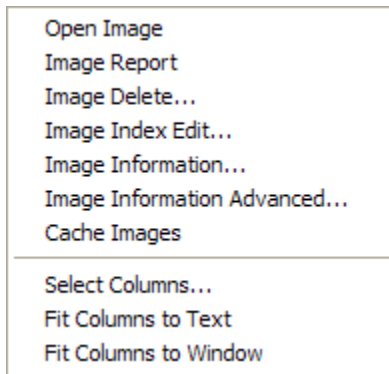 Open Image
Image Report
Image Delete...
Image Index Edit...
Image Information...
Image Information Advanced...
Cache Images
Select Columns...
Fit Columns to Text
Fit Columns to Window